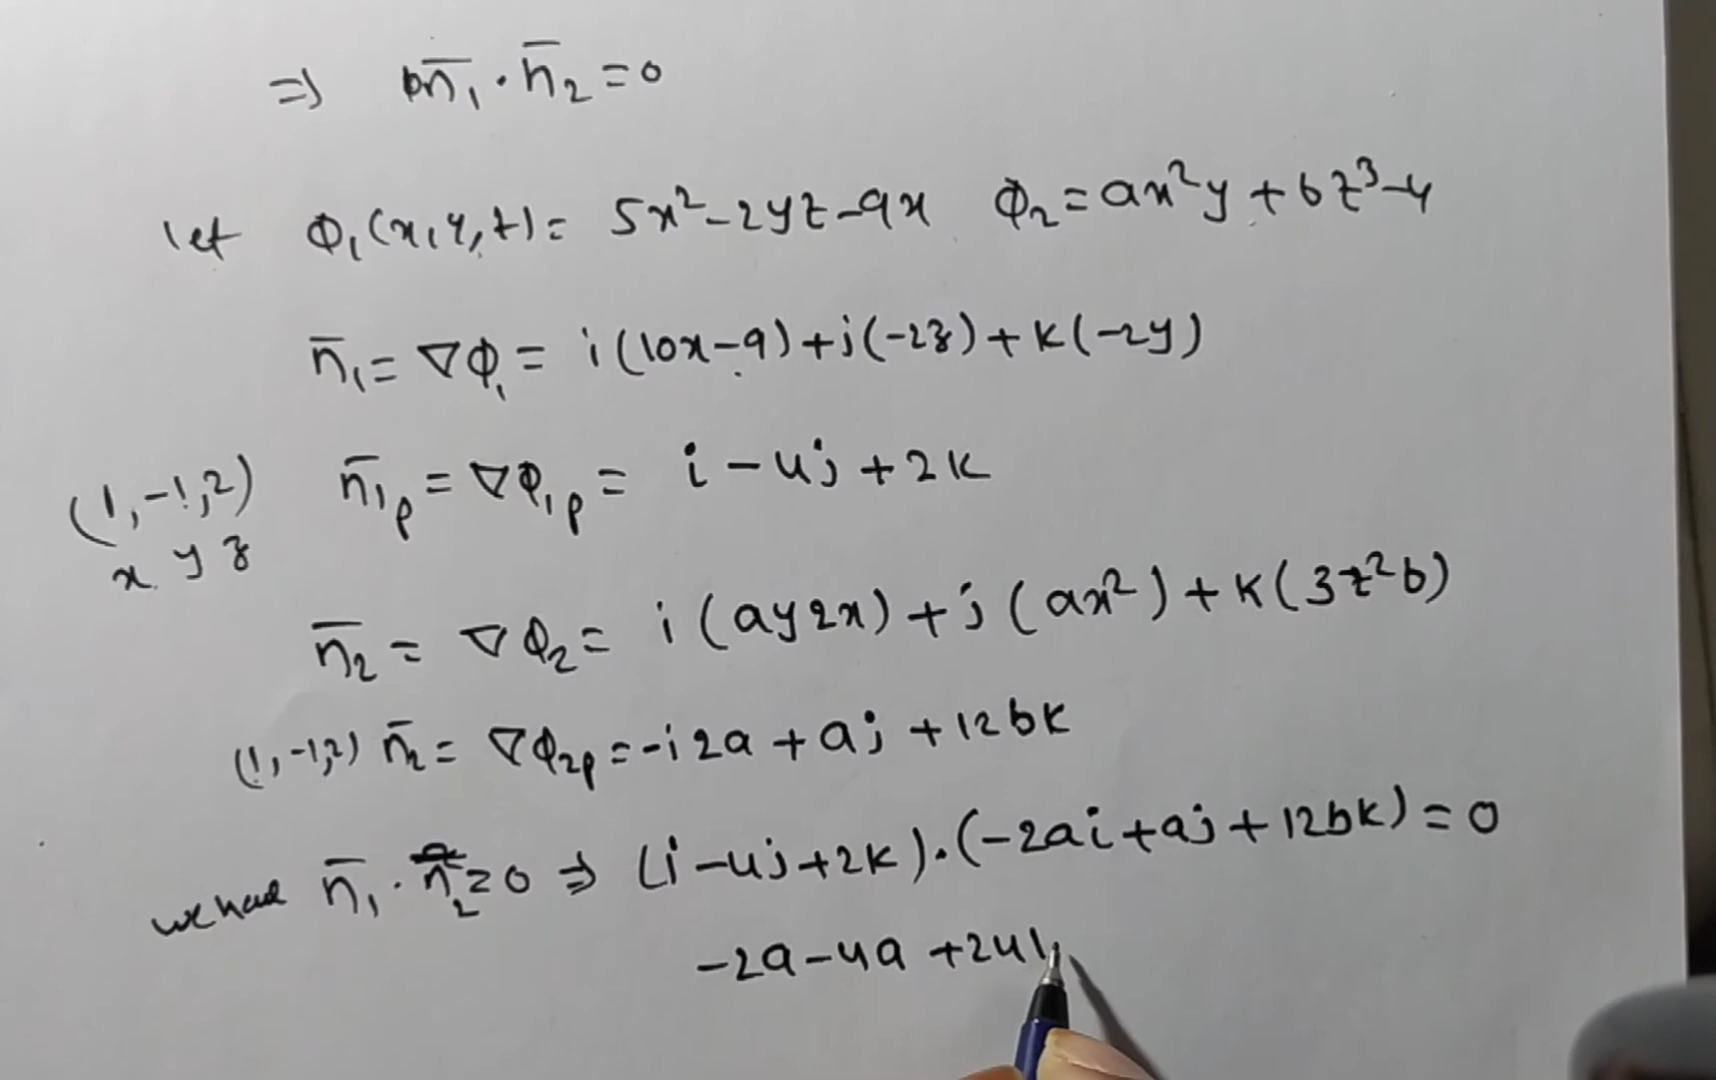 ⇒ n̄₁ · n̄₂ = 0
let Φ₁(x,y,z) = 5x² - 2yz - 9x Φ₂ = ax²y + bz³ - 4
n̄₁ = ∇Φ₁ = i(10x-9) + j(-2z) + k(-2y)
(1,-1,2) n̄₁ₚ = ∇Φ₁ₚ = i - 4j + 2k
x y z
n̄₂ = ∇Φ₂ = i(ay2x) + j(ax²) + k(3z²b)
(1,-1,2) n̄₂ = ∇Φ₂ₚ = -i2a + aj + 12bk
we have n̄₁ · n̄₂ = 0 ⇒ (i-4j+2k)·(-2ai+aj+12bk) = 0
-2a - 4a + 24